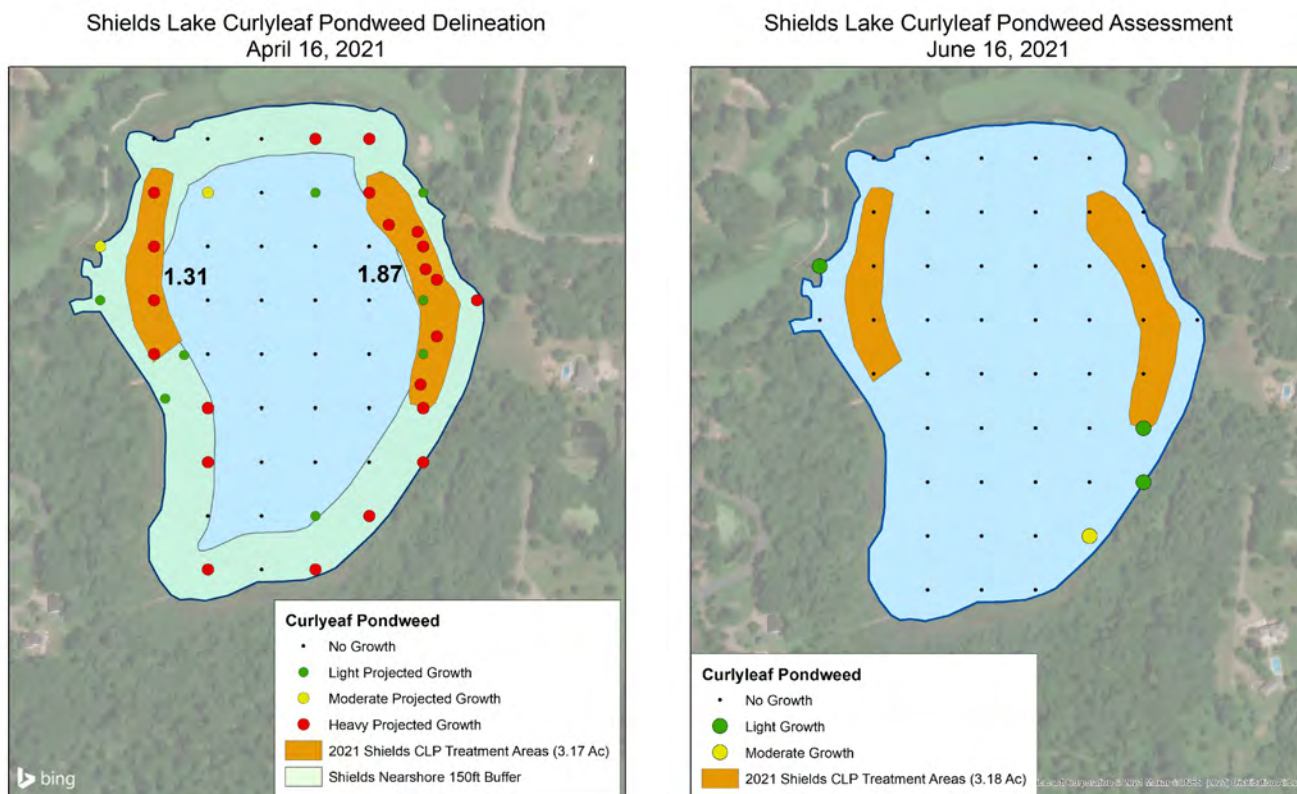 Shields Lake Curlyleaf Pondweed Delineation
April 16, 2021
1.31
1.87
Curlyeaf Pondweed
No Growth
Light Projected Growth
Moderate Projected Growth
Heavy Projected Growth
2021 Shields CLP Treatment Areas (3.17 Ac)
Shields Nearshore 150ft Buffer
bing
Shields Lake Curlyleaf Pondweed Assessment
June 16, 2021
Curlyleaf Pondweed
No Growth
Light Growth
Moderate Growth
2021 Shields CLP Treatment Areas (3.18 Ac)